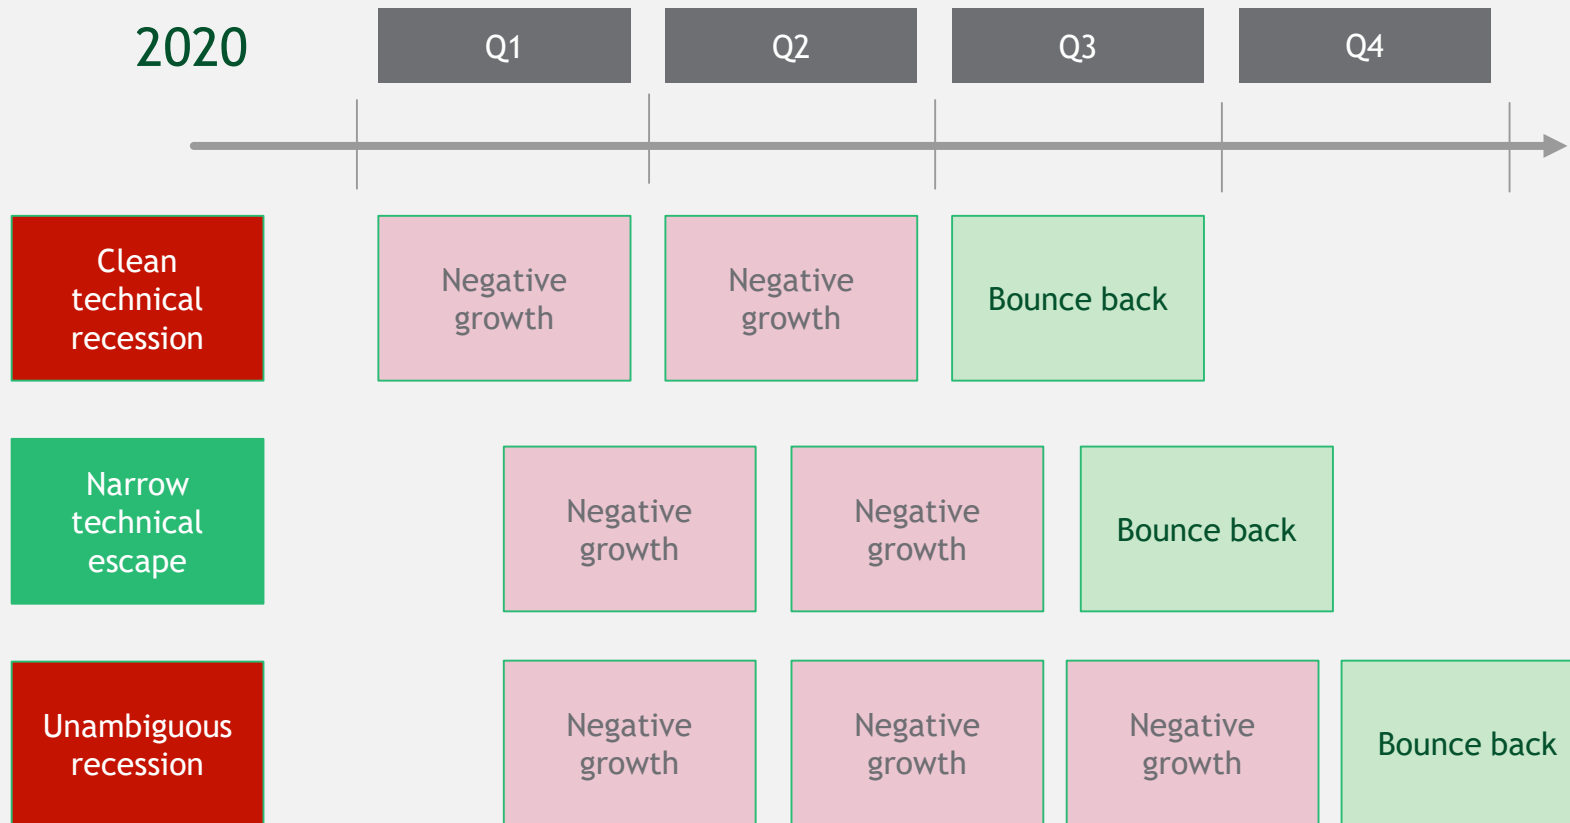 2020
Q1
Q2
Q3
Q4
Clean
technical
recession
Negative
growth
Negative
growth
Bounce back
Narrow
technical
escape
Negative
growth
Negative
growth
Bounce back
Unambiguous
recession
Negative
growth
Negative
growth
Negative
growth
Bounce back